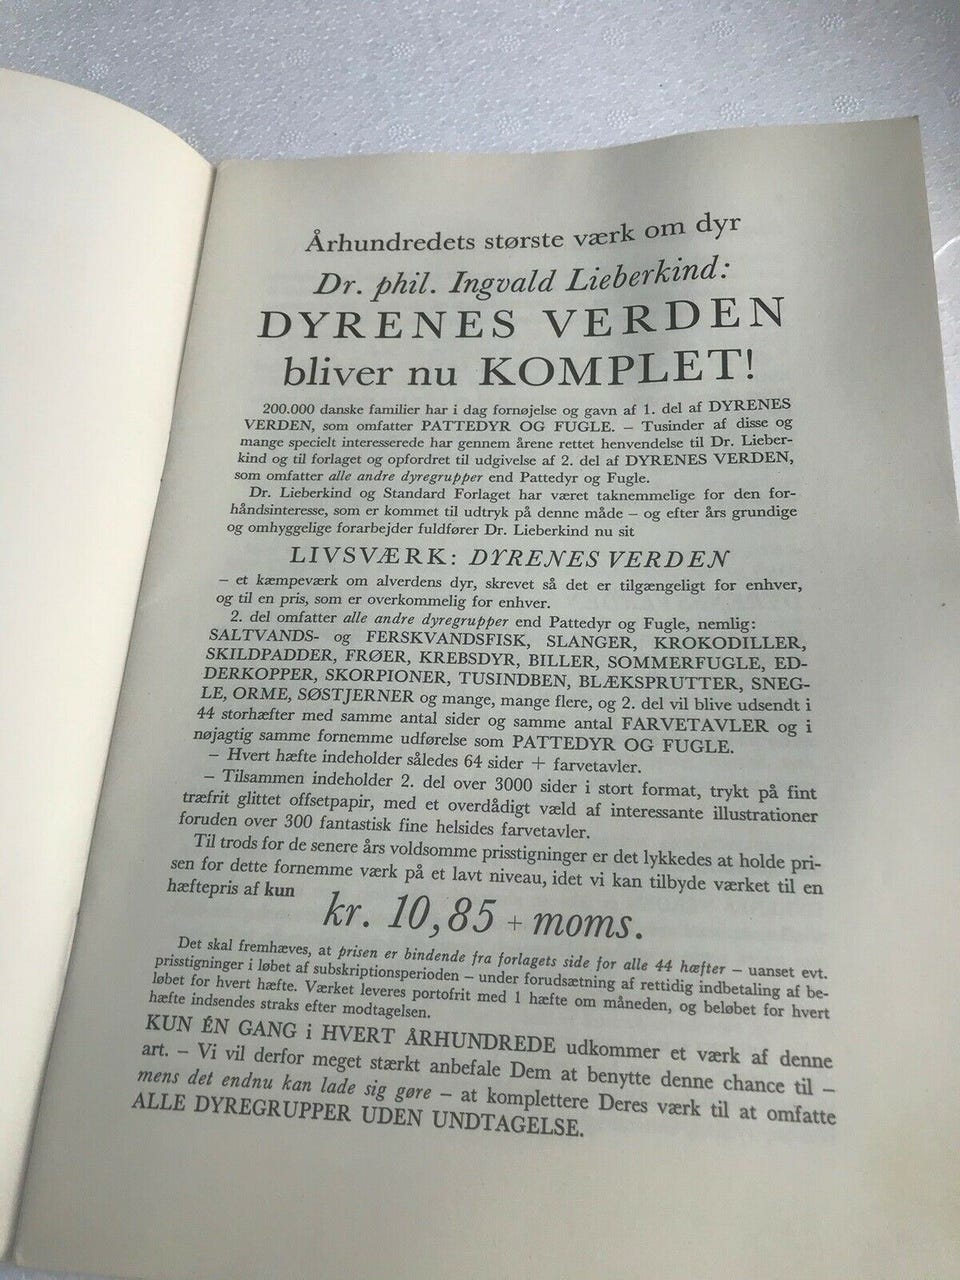 Århundredets største værk om dyr
Dr. phil. Ingvald Lieberkind:
DYRENES VERDEN
bliver nu KOMPLET!
200.000 danske familier har i dag fornøjelse og gavn af 1. del af DYRENES
VERDEN, som omfatter PATTEDYR OG FUGLE. – Tusinder af disse og
mange specielt interesserede har gennem årene rettet henvendelse til Dr. Lieber-
kind og til forlaget og opfordret til udgivelse af 2. del af DYRENES VERDEN,
som omfatter alle andre dyregrupper end Pattedyr og Fugle.
Dr. Lieberkind og Standard Forlaget har været taknemmelige for den for-
håndsinteresse, som er kommet til udtryk på denne måde – og efter års grundige
og omhyggelige forarbejder fuldfører Dr. Lieberkind nu sit
LIVSVÆRK: DYRENES VERDEN
– et kæmpeværk om alverdens dyr, skrevet så det er tilgængeligt for enhver,
og til en pris, som er overkommelig for enhver.
2. del omfatter alle andre dyregrupper end Pattedyr og Fugle, nemlig:
SALTVANDS- og FERSKVANDSFISK, SLANGER, KROKODILLER,
SKILDPADDER, FRØER, KREBSDYR, BILLER, SOMMERFUGLE, ED-
DERKOPPER, SKORPIONER, TUSINDBEN, BLÆKSPRUTTER, SNEG-
LE, ORME, SØSTJERNER og mange, mange flere, og 2. del vil blive udsendt i
44 storhæfter med samme antal sider og samme antal FARVETAVLER og i
nøjagtig samme fornemme udførelse som PATTEDYR OG FUGLE.
– Hvert hæfte indeholder således 64 sider + farvetavler.
– Tilsammen indeholder 2. del over 3000 sider i stort format, trykt på fint
træfrit glittet offsetpapir, med et overdådigt væld af interessante illustrationer
foruden over 300 fantastisk fine helsides farvetavler.
Til trods for de senere års voldsomme prisstigninger er det lykkedes at holde pri-
sen for dette fornemme værk på et lavt niveau, idet vi kan tilbyde værket til en
hæftepris af kun
kr. 10,85 + moms.
Det skal fremhæves, at prisen er bindende fra forlagets side for alle 44 hæfter – uanset evt.
prisstigninger i løbet af subskriptionsperioden – under forudsætning af rettidig indbetaling af be-
løbet for hvert hæfte. Værket leveres portofrit med 1 hæfte om måneden, og beløbet for hvert
hæfte indsendes straks efter modtagelsen.
KUN ÉN GANG i HVERT ÅRHUNDREDE udkommer et værk af denne
art. – Vi vil derfor meget stærkt anbefale Dem at benytte denne chance til –
mens det endnu kan lade sig gøre – at komplettere Deres værk til at omfatte
ALLE DYREGRUPPER UDEN UNDTAGELSE.